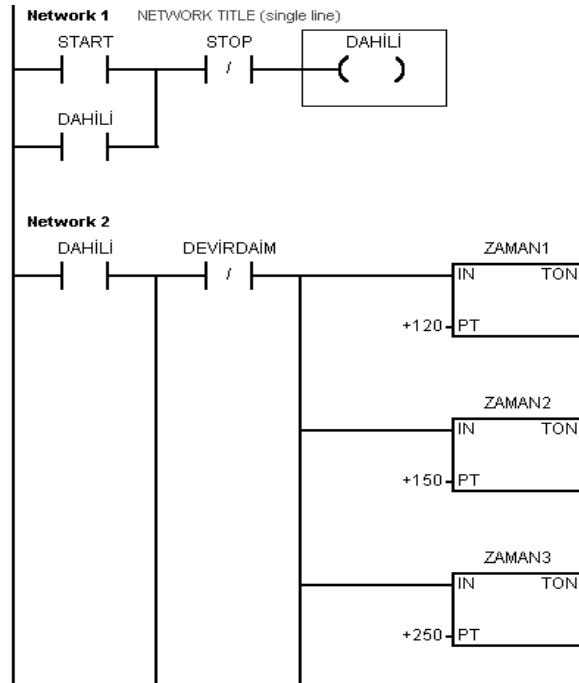 Network 1 NETWORK TITLE (single line)
START STOP DAHİLİ
/
DAHİLİ
Network 2
DAHİLİ DEVİRDAİM ZAMAN1
/ IN TON
+120 PT
ZAMAN2
IN TON
+150 PT
ZAMAN3
IN TON
+250 PT